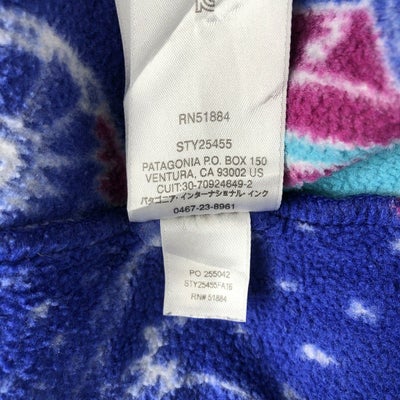 RN51884
STY25455
PATAGONIA P.O. BOX 150
VENTURA, CA 93002 US
CUIT:30-70924649-2
パタゴニア・インターナショナル・インク
0467-23-8961
PO 255042
STY25455FA16
RN# 51884